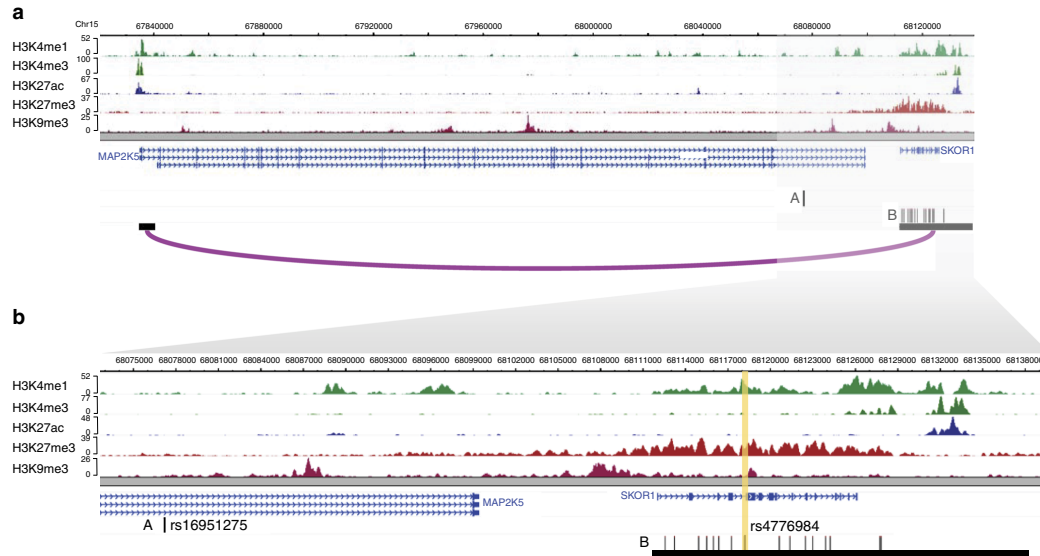 a
Chr15 67840000 67880000 67920000 67960000 68000000 68040000 68080000 68120000
H3K4me1 52 0
H3K4me3 100 0
H3K27ac 67 0
H3K27me3 37 0
H3K9me3 25 0
MAP2K5 SKOR1
A
B
b
68075000 68078000 68081000 68084000 68087000 68090000 68093000 68096000 68099000 68102000 68105000 68108000 68111000 68114000 68117000 68120000 68123000 68126000 68129000 68132000 68135000 68138000
H3K4me1 52 0
H3K4me3 77 0
H3K27ac 48 0
H3K27me3 39 0
H3K9me3 26 0
SKOR1
MAP2K5
A rs16951275 rs4776984
B